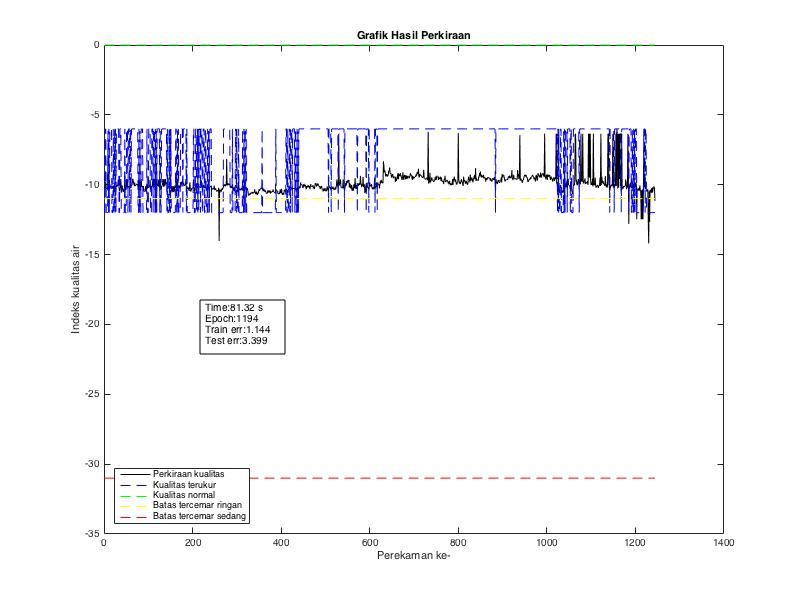 Grafik Hasil Perkiraan
0
-5
-10
-15
-20
-25
-30
-35
Indeks kualitas air
Time:81.32 s
Epoch:1194
Train err:1.144
Test err:3.399
Perkiraan kualitas
Kualitas terukur
Kualitas normal
Batas tercemar ringan
Batas tercemar sedang
0 200 400 600 800 1000 1200 1400
Perekaman ke-